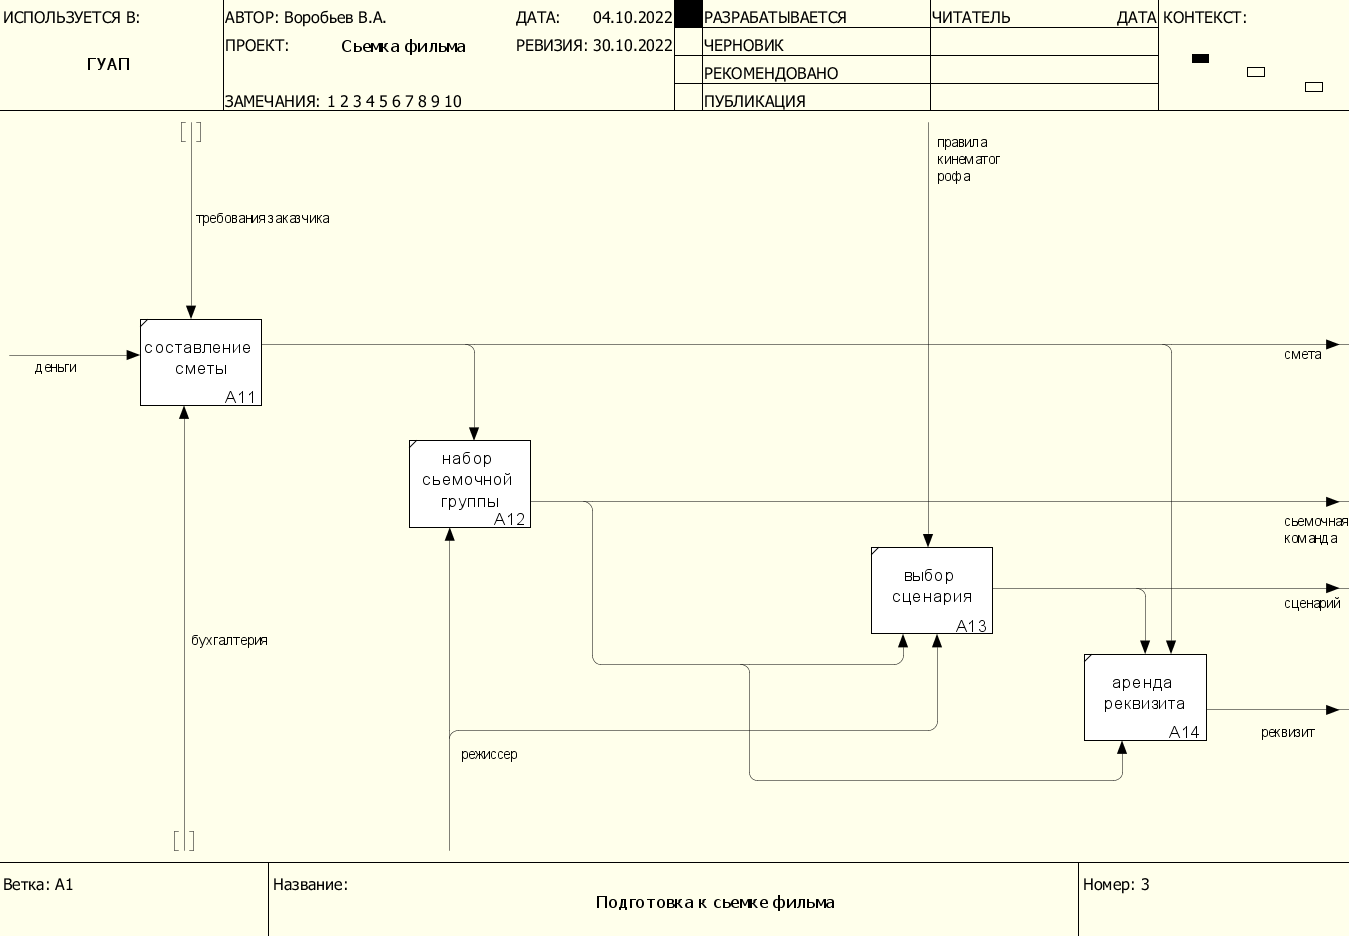 ИСПОЛЬЗУЕТСЯ В:
ГУАП
АВТОР: Воробьев В.А.
ДАТА: 04.10.2022
ПРОЕКТ: Сьемка фильма
РЕВИЗИЯ: 30.10.2022
ЗАМЕЧАНИЯ: 1 2 3 4 5 6 7 8 9 10
РАЗРАБАТЫВАЕТСЯ
ЧЕРНОВИК
РЕКОМЕНДОВАНО
ПУБЛИКАЦИЯ
ЧИТАТЕЛЬ
ДАТА
КОНТЕКСТ:
правила
кинематог
рофа
требования заказчика
составление
сметы
A11
деньги
смета
набор
сьемочной
группы
A12
сьемочная
команда
выбор
сценария
A13
сценарий
бухгалтерия
аренда
реквизита
A14
реквизит
режиссер
Ветка: A1
Название:
Подготовка к сьемке фильма
Номер: 3